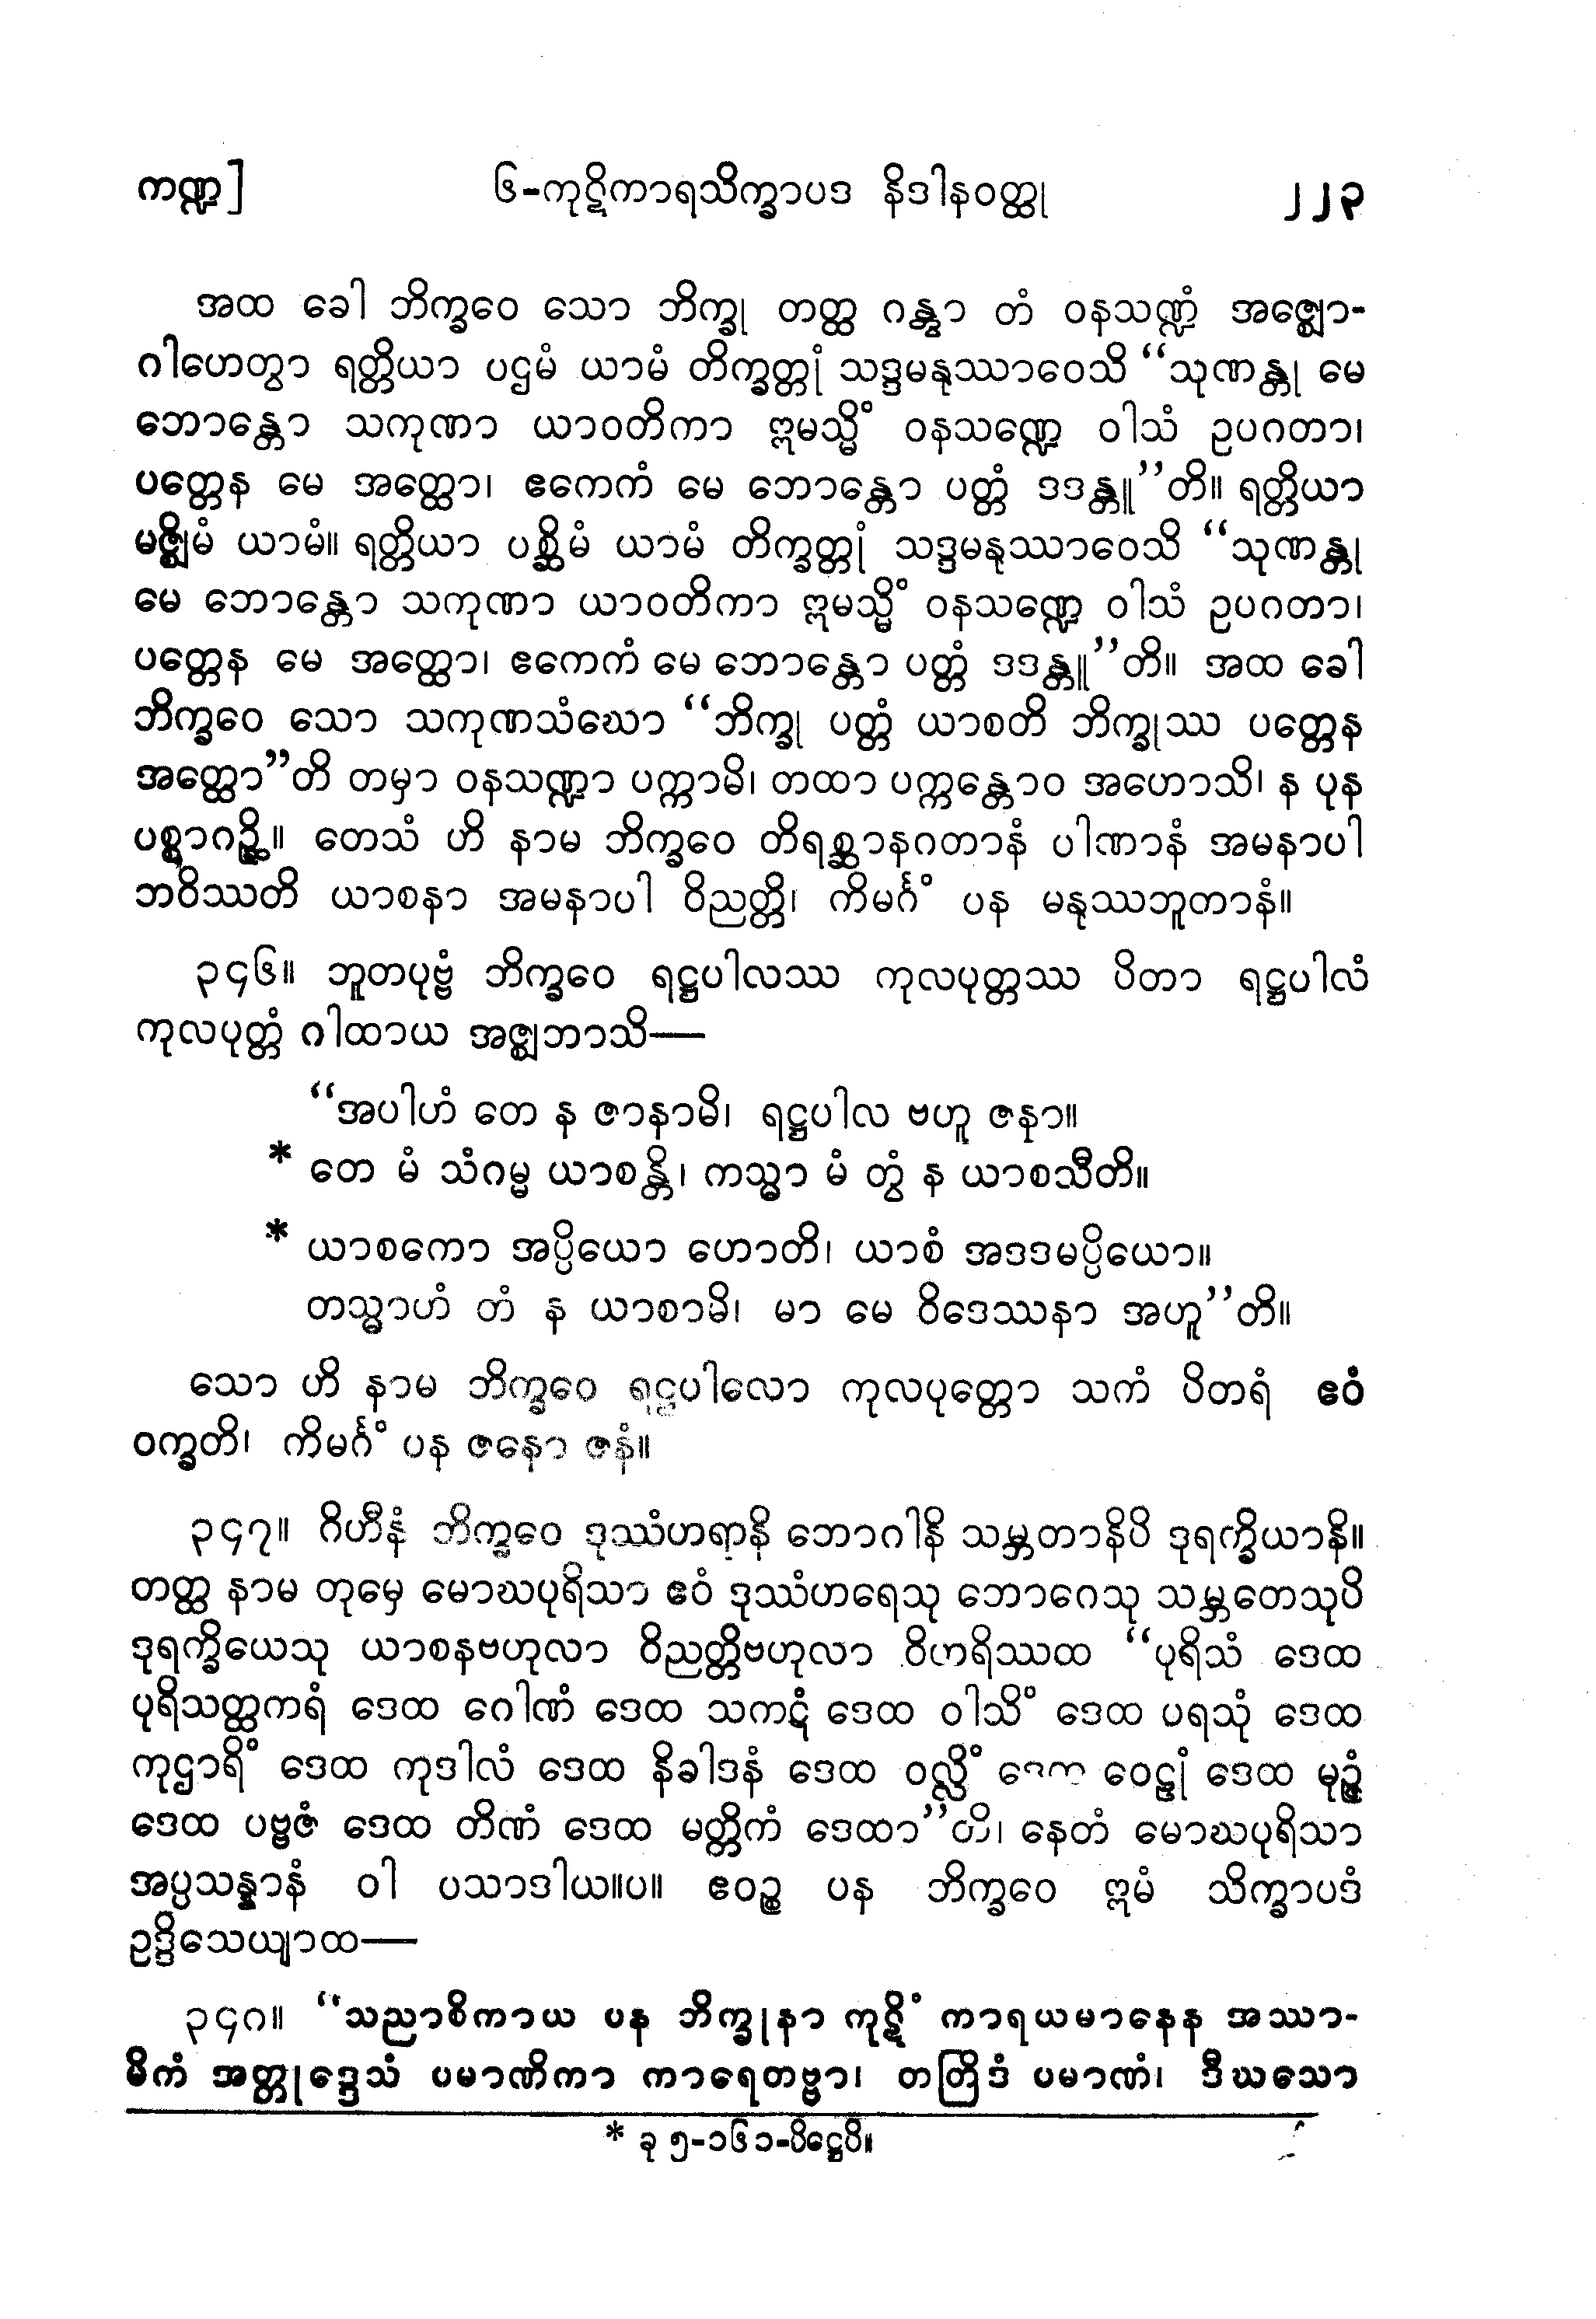 ကဏ္ဍ] ၆-ကုဋိကာရသိက္ခာပဒ နိဒါနဝတ္ထု ၂၂၃
အထ ခေါ ဘိက္ခဝေ သော ဘိက္ခု တတ္ထ ဂန္တွာ တံ ဝနသဏ္ဍံ အဇ္ဈော-
ဂါဟေတွာ ရတ္တိယာ ပဌမံ ယာမံ တိက္ခတ္တုံ သဒ္ဒမနုဿာဝေသိ “သုဏန္တု မေ
ဘောန္တော သကုဏာ ယာဝတိကာ ဣမသ္မိံ ဝနသဏ္ဍေ ဝါသံ ဥပဂတာ၊
ပတ္တေန မေ အတ္ထော၊ ဧကေကံ မေ ဘောန္တော ပတ္တံ ဒဒန္တူ”တိ။ ရတ္တိယာ
မဇ္ဈိမံ ယာမံ။ ရတ္တိယာ ပစ္ဆိမံ ယာမံ တိက္ခတ္တုံ သဒ္ဒမနုဿာဝေသိ “သုဏန္တု
မေ ဘောန္တော သကုဏာ ယာဝတိကာ ဣမသ္မိံ ဝနသဏ္ဍေ ဝါသံ ဥပဂတာ၊
ပတ္တေန မေ အတ္ထော၊ ဧကေကံ မေ ဘောန္တော ပတ္တံ ဒဒန္တူ”တိ။ အထ ခေါ
ဘိက္ခဝေ သော သကုဏသံဃော “ဘိက္ခု ပတ္တံ ယာစတိ ဘိက္ခုဿ ပတ္တေန
အတ္ထော”တိ တမှာ ဝနသဏ္ဍာ ပက္ကာမိ၊ တထာ ပက္ကန္တောဝ အဟောသိ၊ န ပုန
ပစ္စာဂဉ္ဆိ။ တေသံ ဟိ နာမ ဘိက္ခဝေ တိရစ္ဆာနဂတာနံ ပါဏာနံ အမနာပါ
ဘဝိဿတိ ယာစနာ အမနာပါ ဝိညတ္တိ၊ ကိမင်္ဂံ ပန မနုဿဘူတာနံ။
၃၄၆။ ဘူတပုဗ္ဗံ ဘိက္ခဝေ ရဋ္ဌပါလဿ ကုလပုတ္တဿ ပိတာ ရဋ္ဌပါလံ
ကုလပုတ္တံ ဂါထာယ အဇ္ဈဘာသိ—
“အပါဟံ တေ န ဇာနာမိ၊ ရဋ္ဌပါလ ဗဟူ ဇနာ။
* တေ မံ သံဂမ္မ ယာစန္တိ၊ ကသ္မာ မံ တွံ န ယာစသီတိ။
* ယာစကော အပ္ပိယော ဟောတိ၊ ယာစံ အဒဒမပ္ပိယော။
တသ္မာဟံ တံ န ယာစာမိ၊ မာ မေ ဝိဒေဿနာ အဟူ”တိ။
သော ဟိ နာမ ဘိက္ခဝေ ရဋ္ဌပါလော ကုလပုတ္တော သကံ ပိတရံ ဧဝံ
ဝက္ခတိ၊ ကိမင်္ဂံ ပန ဇနော ဇနံ။
၃၄၇။ ဂိဟီနံ ဘိက္ခဝေ ဒုဿံဟရာနိ ဘောဂါနိ သမ္ဘတာနိပိ ဒုရက္ခိယာနိ။
တတ္ထ နာမ တုမှေ မောဃပုရိသာ ဧဝံ ဒုဿံဟရေသု ဘောဂေသု သမ္ဘတေသုပိ
ဒုရက္ခိယေသု ယာစနဗဟုလာ ဝိညတ္တိဗဟုလာ ဝိဟရိဿထ “ပုရိသံ ဒေထ
ပုရိသတ္ထကရံ ဒေထ ဂေါဏံ ဒေထ သကဋံ ဒေထ ဝါသိံ ဒေထ ပရသုံ ဒေထ
ကုဌာရိံ ဒေထ ကုဒါလံ ဒေထ နိခါဒနံ ဒေထ ဝလ္လိံ ဒေထ ဝေဠုံ ဒေထ မုဉ္ဇံ
ဒေထ ပဗ္ဗဇံ ဒေထ တိဏံ ဒေထ မတ္တိကံ ဒေထာ”တိ၊ နေတံ မောဃပုရိသာ
အပ္ပသန္နာနံ ဝါ ပသာဒါယ။ပ။ ဧဝဉ္စ ပန ဘိက္ခဝေ ဣမံ သိက္ခာပဒံ
ဥဒ္ဒိသေယျာထ—
၃၄၈။ “သညာစိကာယ ပန ဘိက္ခုနာ ကုဋိံ ကာရယမာနေန အဿာ-
မိကံ အတ္တုဒ္ဒေသံ ပမာဏိကာ ကာရေတဗ္ဗာ၊ တတြိဒံ ပမာဏံ၊ ဒီဃသော
* ခု ၅-၁၆၁-ပိဋ္ဌေပိ။